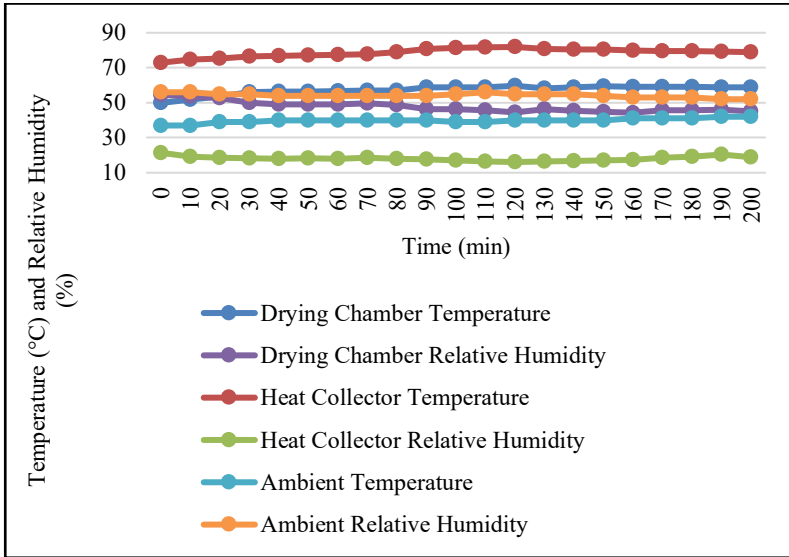 90
70
50
30
10
0 10 20 30 40 50 60 70 80 90 100 110 120 130 140 150 160 170 180 190 200
Time (min)
Temperature (°C) and Relative Humidity
(%)
Drying Chamber Temperature
Drying Chamber Relative Humidity
Heat Collector Temperature
Heat Collector Relative Humidity
Ambient Temperature
Ambient Relative Humidity